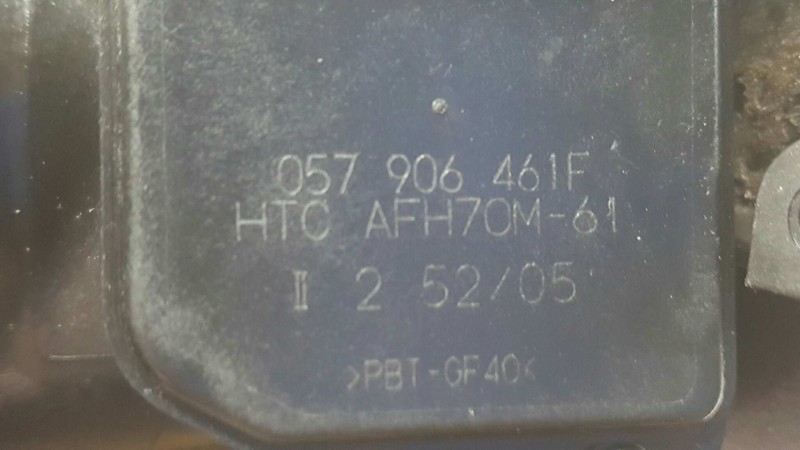 057 906 461F
HTC AFH70M-61
II 2 52/05
>PBT-GF40<